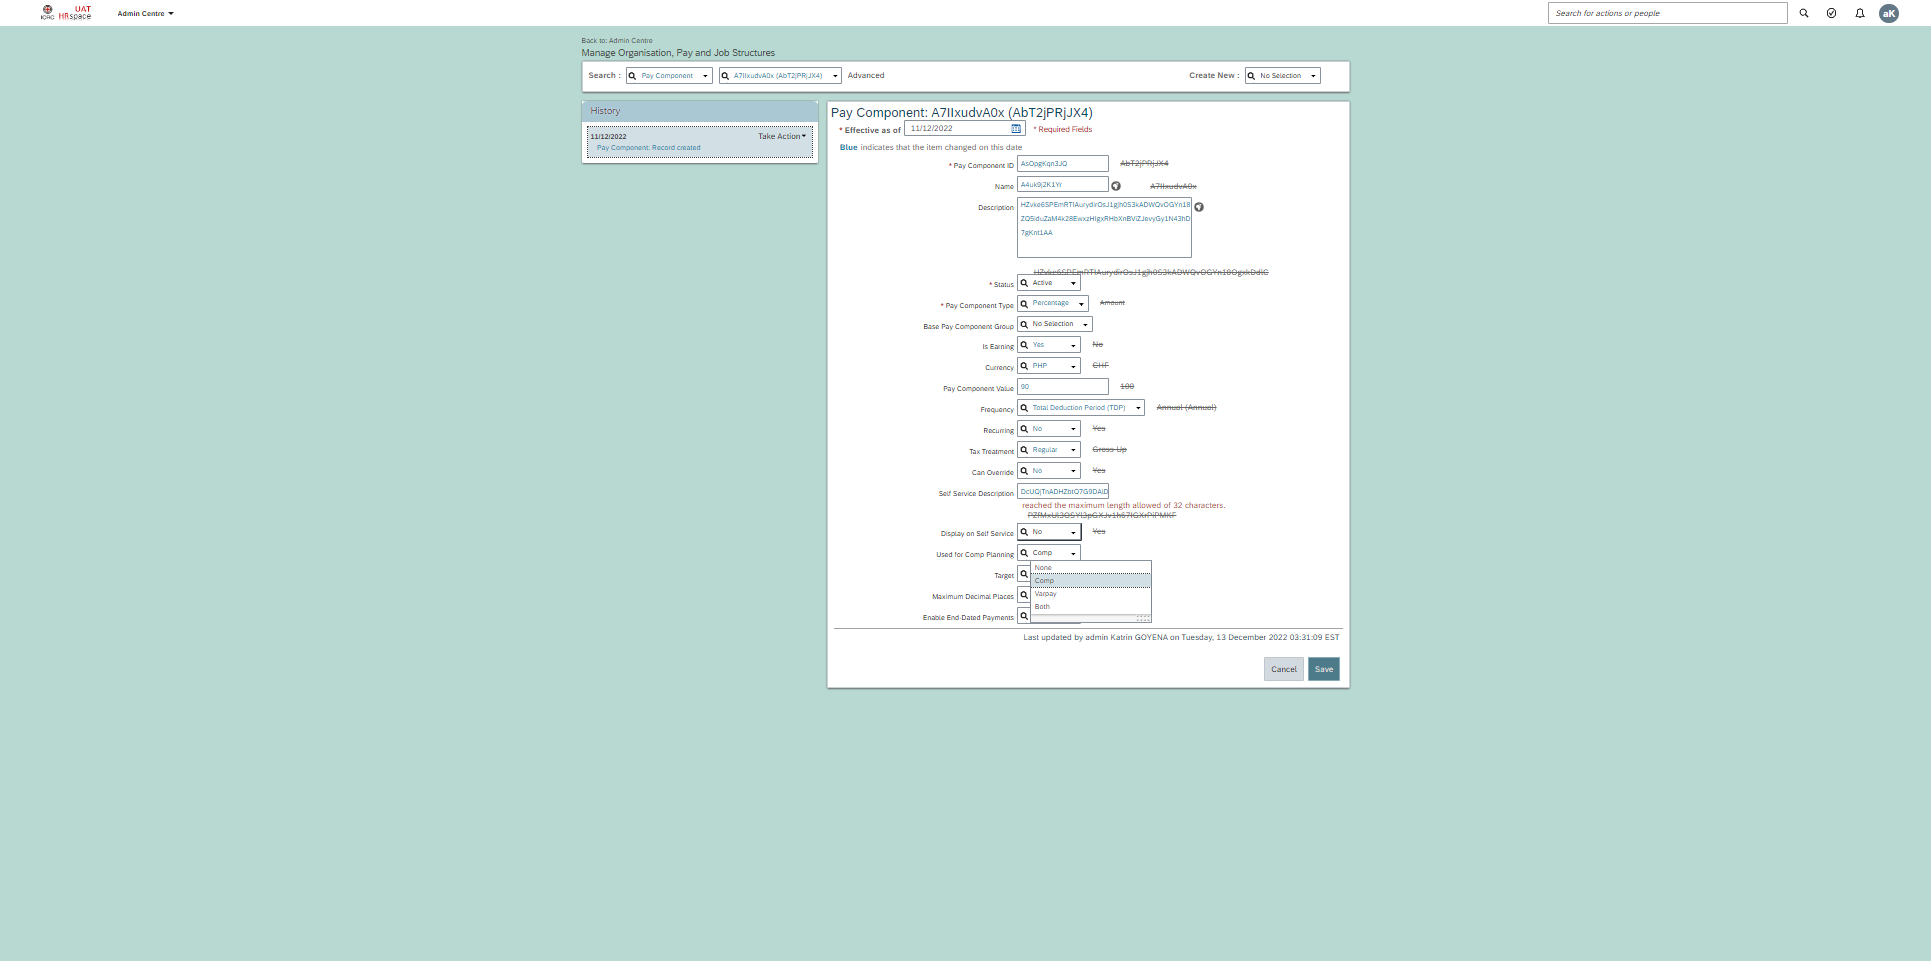 ICRC
UAT
HRspace
Admin Centre
Search for actions or people
aK
Back to: Admin Centre
Manage Organisation, Pay and Job Structures
Search :
Pay Component
A7IIxudvA0x (AbT2jPRjJX4)
Advanced
Create New :
No Selection
History
11/12/2022
Take Action
Pay Component: Record created
Pay Component: A7IIxudvA0x (AbT2jPRjJX4)
* Effective as of
11/12/2022
* Required Fields
Blue indicates that the item changed on this date
* Pay Component ID
AsOpgKqn3JQ
AbT2jPRjJX4
Name
A4uk9j2K1Yr
A7IIxudvA0x
Description
HZvke6SPEmRTIAurydirOsJ1gjh0S3kADWQvOGYn18
ZQ5iduZaM4k28EwxzHIgxRHbXnBViZJevyGy1N43hD
7gKnt1AA
HZvke6SPEmRTIAurydirOsJ1gjh0S3kADWQvOGYn18OgxkDdlC
* Status
Active
* Pay Component Type
Percentage
Amount
Base Pay Component Group
No Selection
Is Earning
Yes
No
Currency
PHP
CHF
Pay Component Value
90
100
Frequency
Total Deduction Period (TDP)
Annual (Annual)
Recurring
No
Yes
Tax Treatment
Regular
Gross-Up
Can Override
No
Yes
Self Service Description
DcUQjTnADHZbtO7G9DAiD
reached the maximum length allowed of 32 characters.
Display on Self Service
No
Yes
Used for Comp Planning
Comp
None
Comp
Varpay
Both
Target
Maximum Decimal Places
Enable End-Dated Payments
Last updated by admin Katrin GOYENA on Tuesday, 13 December 2022 03:31:09 EST
Cancel
Save